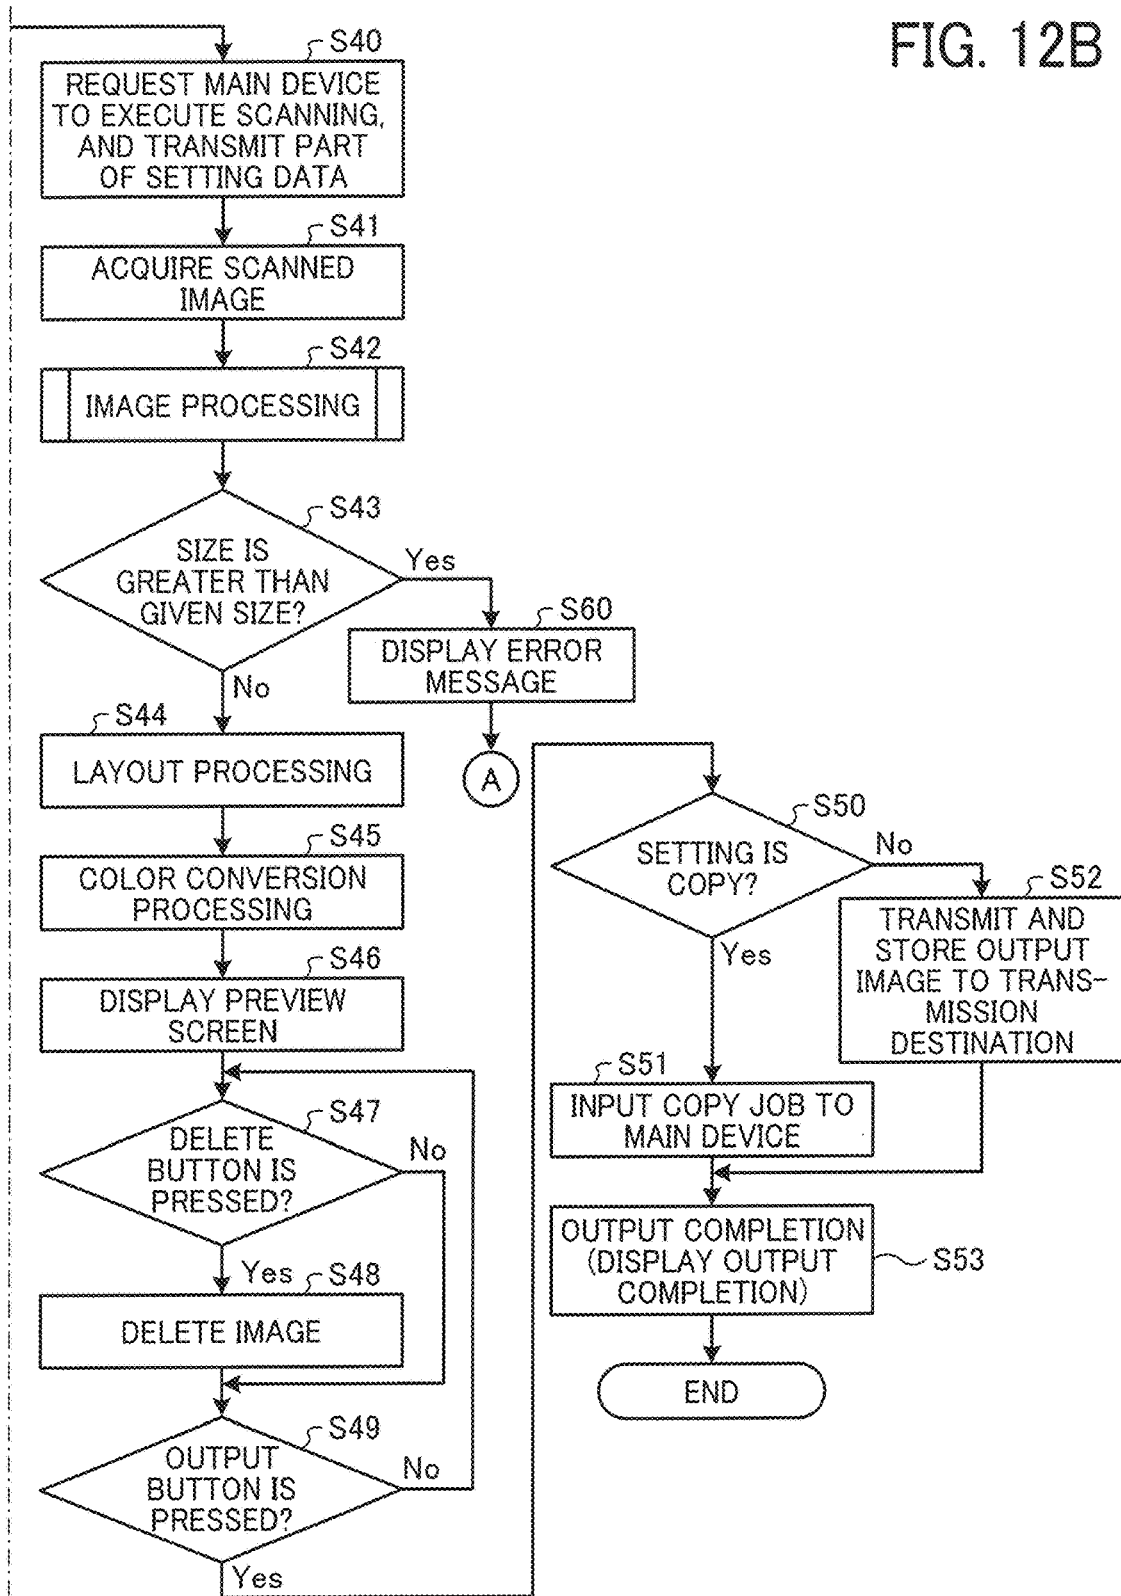 FIG. 12B
S40
REQUEST MAIN DEVICE
TO EXECUTE SCANNING,
AND TRANSMIT PART
OF SETTING DATA
S41
ACQUIRE SCANNED
IMAGE
S42
IMAGE PROCESSING
S43
SIZE IS
GREATER THAN
GIVEN SIZE?
Yes
No
S60
DISPLAY ERROR
MESSAGE
A
S44
LAYOUT PROCESSING
S45
COLOR CONVERSION
PROCESSING
S46
DISPLAY PREVIEW
SCREEN
S47
DELETE
BUTTON IS
PRESSED?
No
Yes
S48
DELETE IMAGE
S49
OUTPUT
BUTTON IS
PRESSED?
No
Yes
S50
SETTING IS
COPY?
No
Yes
S52
TRANSMIT AND
STORE OUTPUT
IMAGE TO TRANS-
MISSION
DESTINATION
S51
INPUT COPY JOB TO
MAIN DEVICE
OUTPUT COMPLETION
(DISPLAY OUTPUT
COMPLETION)
S53
END